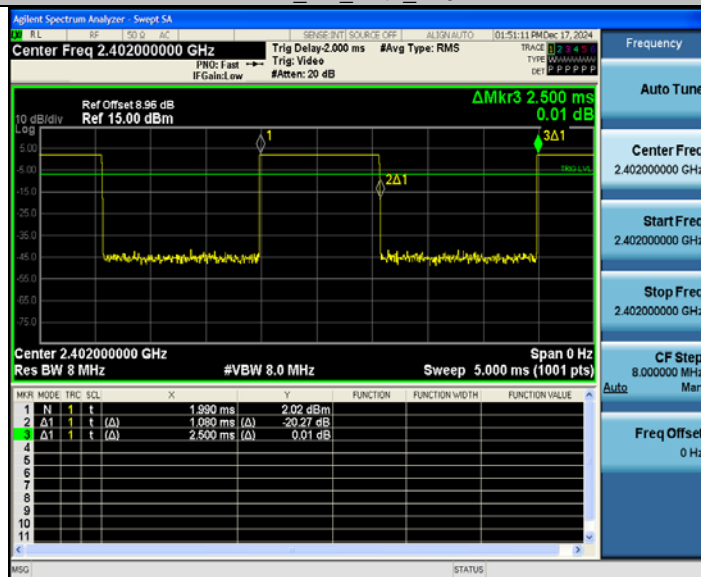 Agilent Spectrum Analyzer - Swept SA
RL RF 50 Ω AC SENSE:INT SOURCE OFF ALIGN AUTO 01:51:11 PM Dec 17, 2024
Center Freq 2.402000000 GHz
PNO: Fast
IFGain:Low
Trig Delay-2.000 ms
Trig: Video
#Atten: 20 dB
#Avg Type: RMS
TRACE 1 2 3 4 5 6
TYPE
DET P P P P P P
Frequency
ΔMkr3 2.500 ms
0.01 dB
Ref Offset 8.96 dB
10 dB/div Ref 15.00 dBm
Log
1
3Δ1
5.00
-5.00
TRIG LVL
2Δ1
-15.0
-25.0
-35.0
-45.0
-55.0
-65.0
-75.0
Center 2.402000000 GHz Span 0 Hz
Res BW 8 MHz #VBW 8.0 MHz Sweep 5.000 ms (1001 pts)
MKR MODE TRC SCL X Y FUNCTION FUNCTION WIDTH FUNCTION VALUE
1 N 1 t 1.990 ms 2.02 dBm
2 Δ1 1 t (Δ) 1.080 ms (Δ) -20.27 dB
3 Δ1 1 t (Δ) 2.500 ms (Δ) 0.01 dB
4
5
6
7
8
9
10
11
MSG STATUS
Auto Tune
Center Freq
2.402000000 GHz
Start Freq
2.402000000 GHz
Stop Freq
2.402000000 GHz
CF Step
8.000000 MHz
Auto Man
Freq Offset
0 Hz